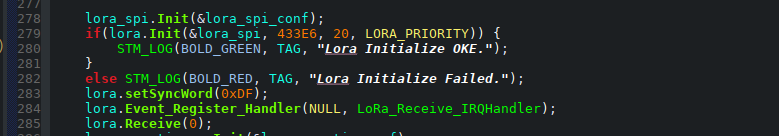 277
278 lora_spi.Init(&lora_spi_conf);
279 if(lora.Init(&lora_spi, 433E6, 20, LORA_PRIORITY)) {
280 STM_LOG(BOLD_GREEN, TAG, "Lora Initialize OKE.");
281 }
282 else STM_LOG(BOLD_RED, TAG, "Lora Initialize Failed.");
283 lora.setSyncWord(0xDF);
284 lora.Event_Register_Handler(NULL, LoRa_Receive_IRQHandler);
285 lora.Receive(0);